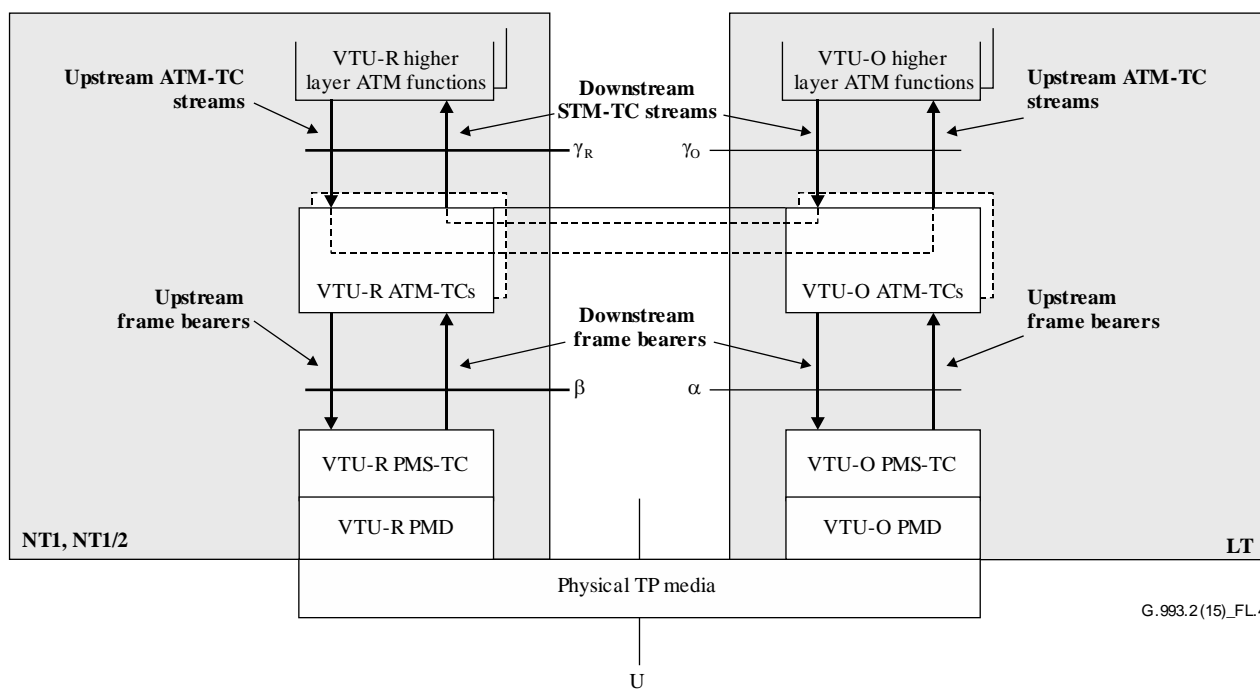 VTU-R higher
layer ATM functions
VTU-O higher
layer ATM functions
Upstream ATM-TC
streams
Downstream
STM-TC streams
Upstream ATM-TC
streams
γR
γO
VTU-R ATM-TCs
VTU-O ATM-TCs
Upstream
frame bearers
Downstream
frame bearers
Upstream
frame bearers
β
α
VTU-R PMS-TC
VTU-O PMS-TC
VTU-R PMD
VTU-O PMD
NT1, NT1/2
LT
Physical TP media
G.993.2(15)_FL.4
U